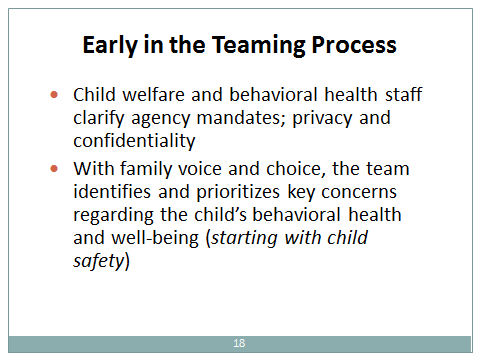 Early in the Teaming Process
• Child welfare and behavioral health staff
clarify agency mandates; privacy and
confidentiality
• With family voice and choice, the team
identifies and prioritizes key concerns
regarding the child's behavioral health
and well-being (starting with child
safety)
18